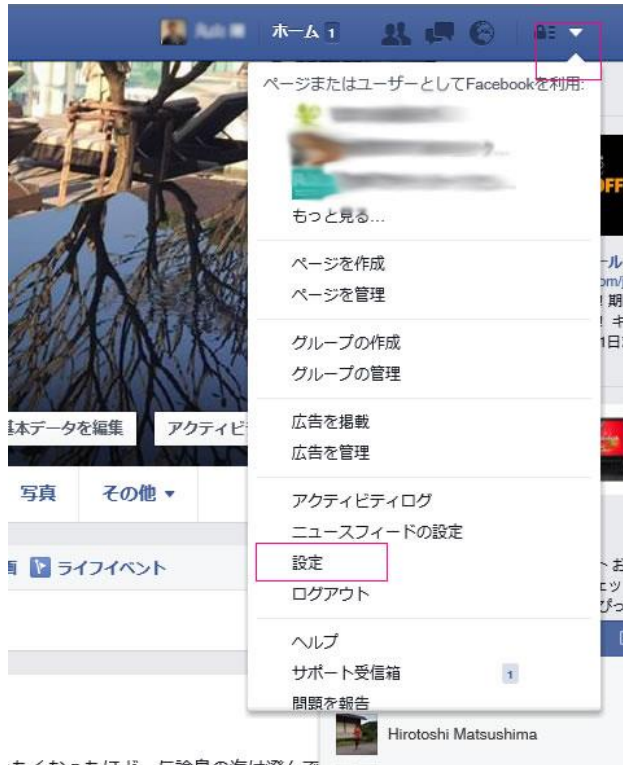 ホーム 1
ページまたはユーザーとしてFacebookを利用:
もっと見る...
ページを作成
ページを管理
グループの作成
グループの管理
広告を掲載
広告を管理
アクティビティログ
ニュースフィードの設定
設定
ログアウト
ヘルプ
サポート受信箱 1
問題を報告
基本データを編集 アクティビ
写真 その他
ライフイベント
OFF
期
1日
Hirotoshi Matsushima